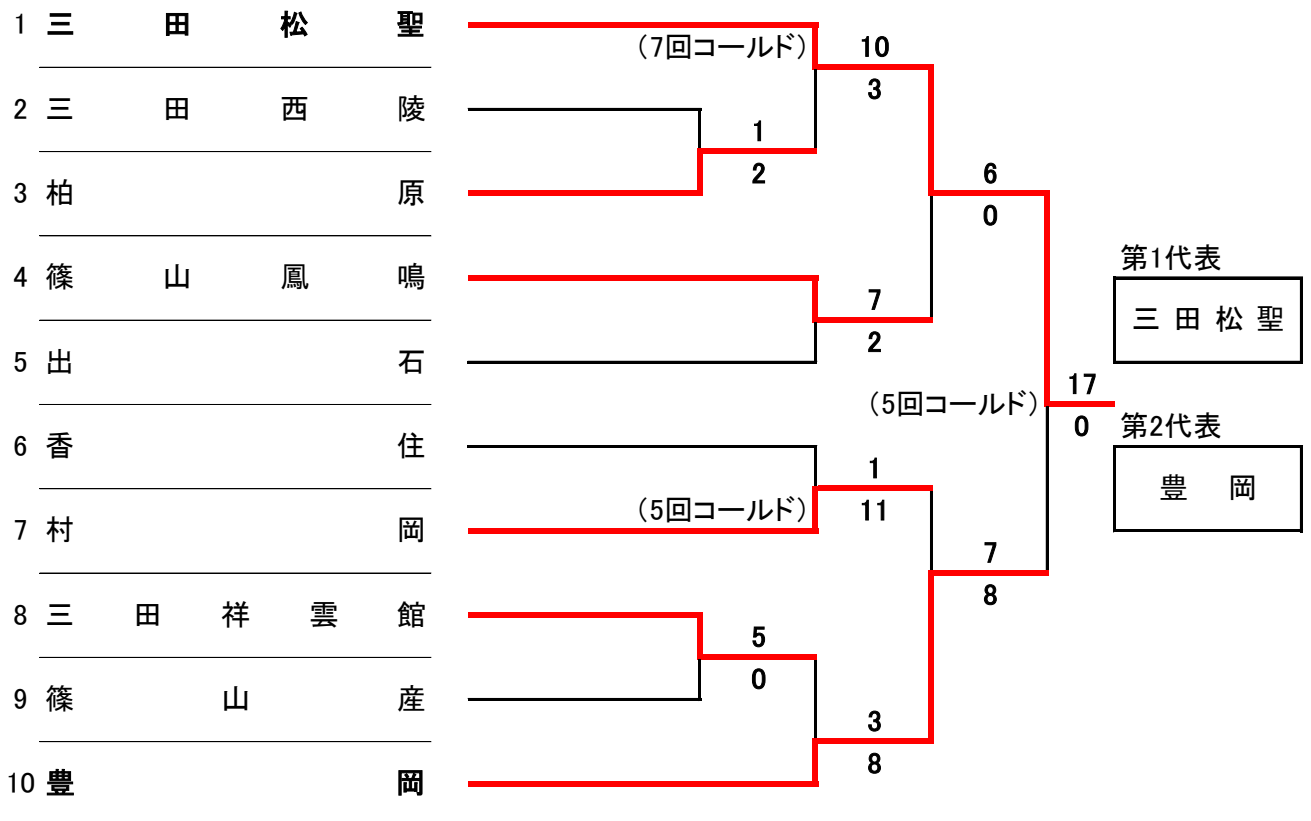 1 三田松聖
(7回コールド) 10
3
2 三田西陵
1
2
3 柏原
6
0
4 篠山鳳鳴
第1代表
7
三田松聖
2
5 出石
17
(5回コールド)
0 第2代表
6 香住
1
豊岡
(5回コールド) 11
7 村岡
7
8
8 三田祥雲館
5
0
9 篠山産
3
8
10 豊岡